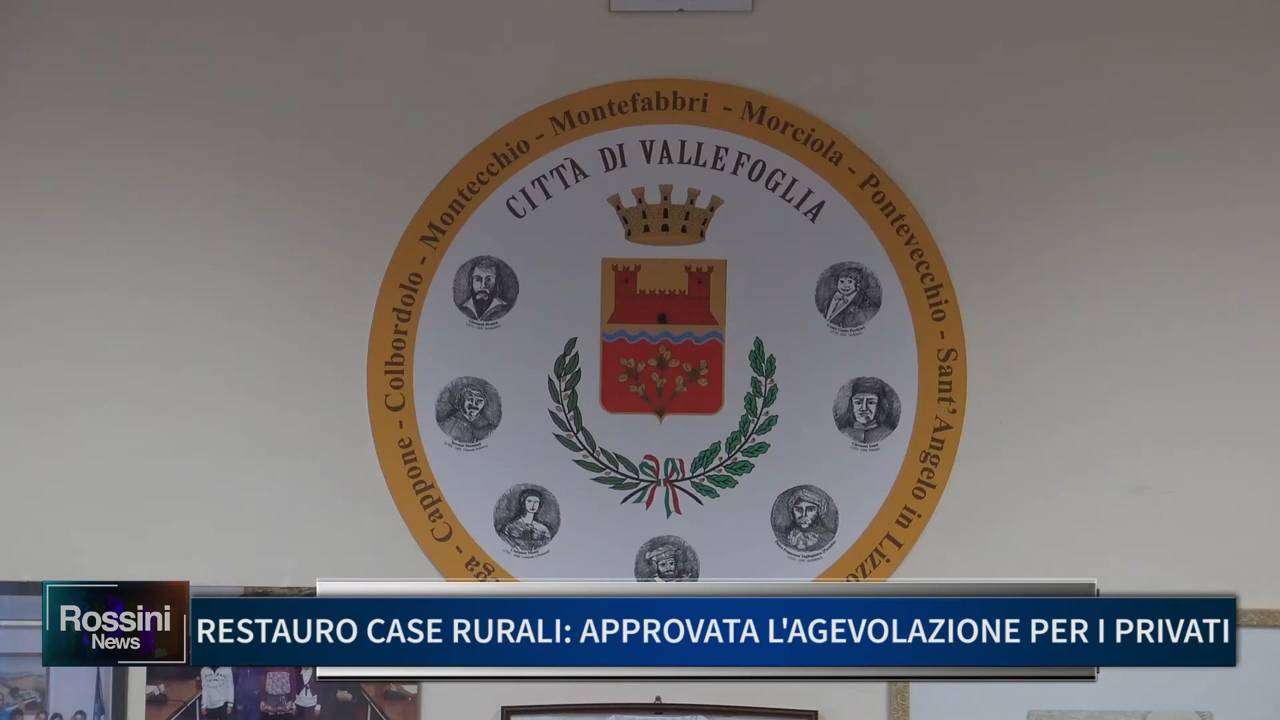 Cappone - Colbordolo - Montecchio - Montefabbri - Morciola - Pontevecchio - Sant'Angelo in Lizzo
CITTÀ DI VALLEFOGLIA
Rossini
News
RESTAURO CASE RURALI: APPROVATA L'AGEVOLAZIONE PER I PRIVATI